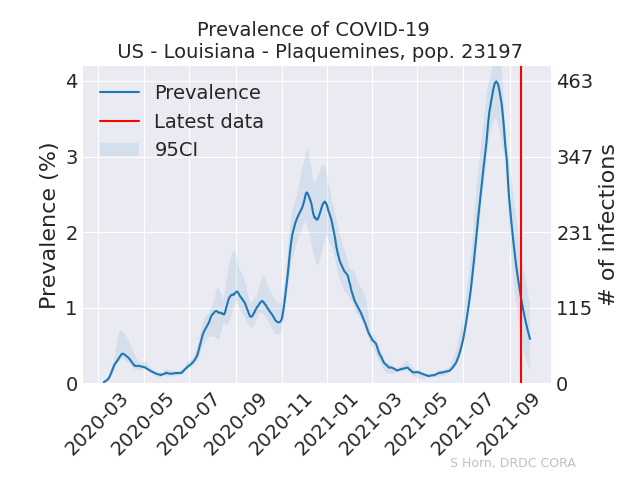 Prevalence of COVID-19
US - Louisiana - Plaquemines, pop. 23197
Prevalence
Latest data
95CI
Prevalence (%)
4
3
2
1
0
463
347
231
115
0
# of infections
2020-03
2020-05
2020-07
2020-09
2020-11
2021-01
2021-03
2021-05
2021-07
2021-09
S Horn, DRDC CORA